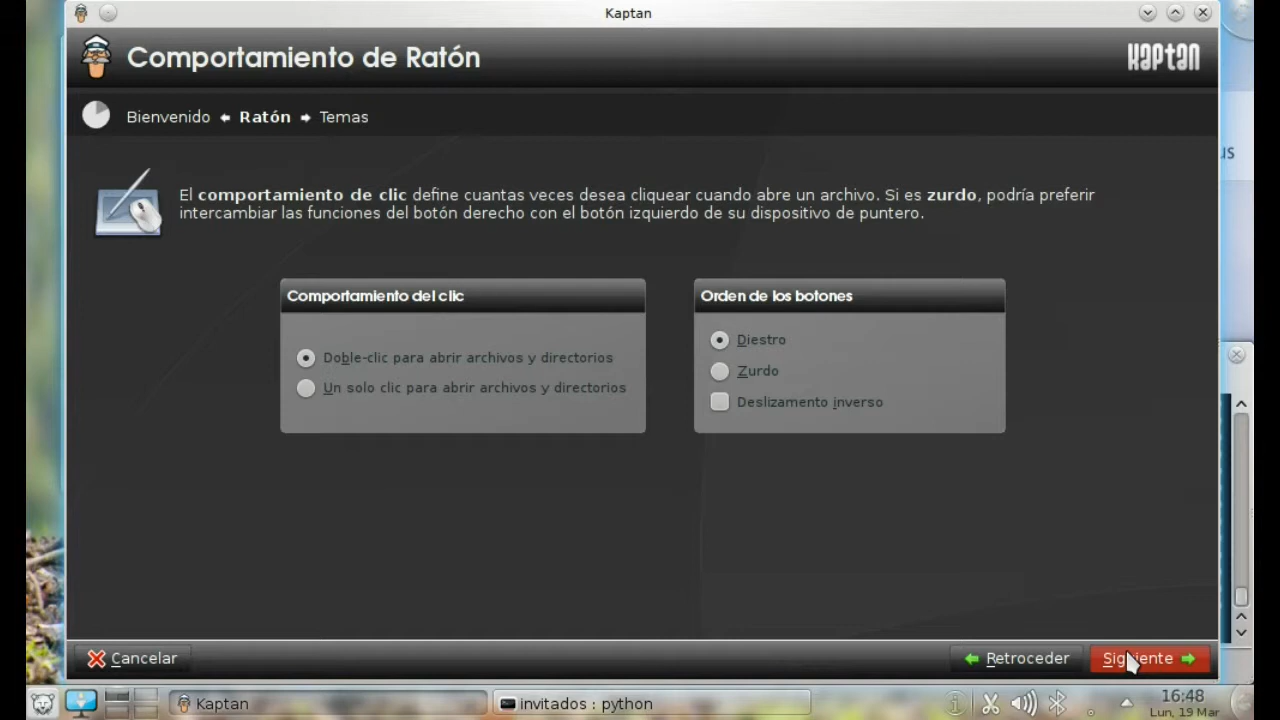 Kaptan
Comportamiento de Ratón
kaptan
Bienvenido
Ratón
Temas
El comportamiento de clic define cuantas veces desea cliquear cuando abre un archivo. Si es zurdo, podría preferir
intercambiar las funciones del botón derecho con el botón izquierdo de su dispositivo de puntero.
Comportamiento del clic
Doble-clic para abrir archivos y directorios
Un solo clic para abrir archivos y directorios
Orden de los botones
Diestro
Zurdo
Deslizamento inverso
us
Cancelar
Retroceder
Siguiente
Kaptan
invitados : python
16:48
Lun, 19 Mar